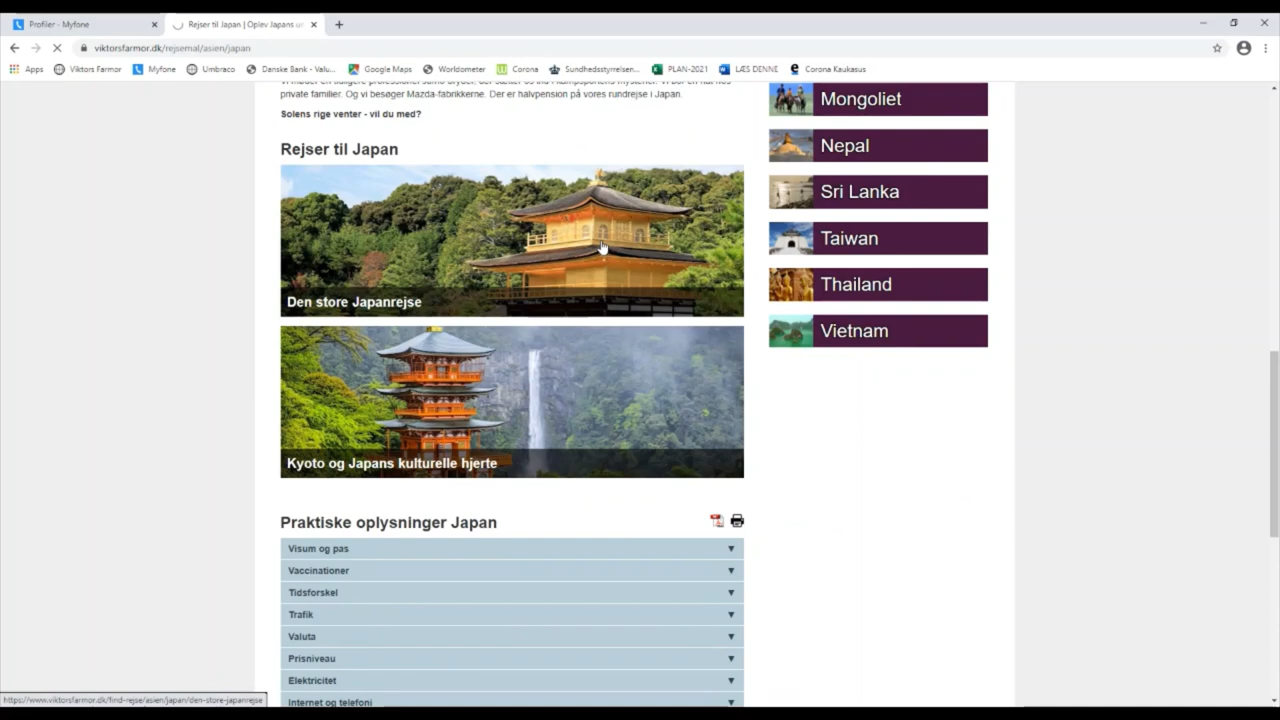 Profiler - Myfone
Rejser til Japan | Oplev Japans un
viktorsfarmor.dk/rejsemal/asien/japan
Apps
Viktors Farmor
Myfone
Umbraco
Danske Bank - Valu...
Google Maps
Worldometer
Corona
Sundhedsstyrrelsen...
PLAN-2021
LÆS DENNE
Corona Kaukasus
private familier. Og vi besøger Mazda-fabrikkerne. Der er halvpension på vores rundrejse i Japan.
Solens rige venter - vil du med?
Rejser til Japan
Den store Japanrejse
Kyoto og Japans kulturelle hjerte
Praktiske oplysninger Japan
Visum og pas
Vaccinationer
Tidsforskel
Trafik
Valuta
Prisniveau
Elektricitet
Internet og telefoni
Mongoliet
Nepal
Sri Lanka
Taiwan
Thailand
Vietnam
https://www.viktorsfarmor.dk/find-rejse/asien/japan/den-store-japanrejse